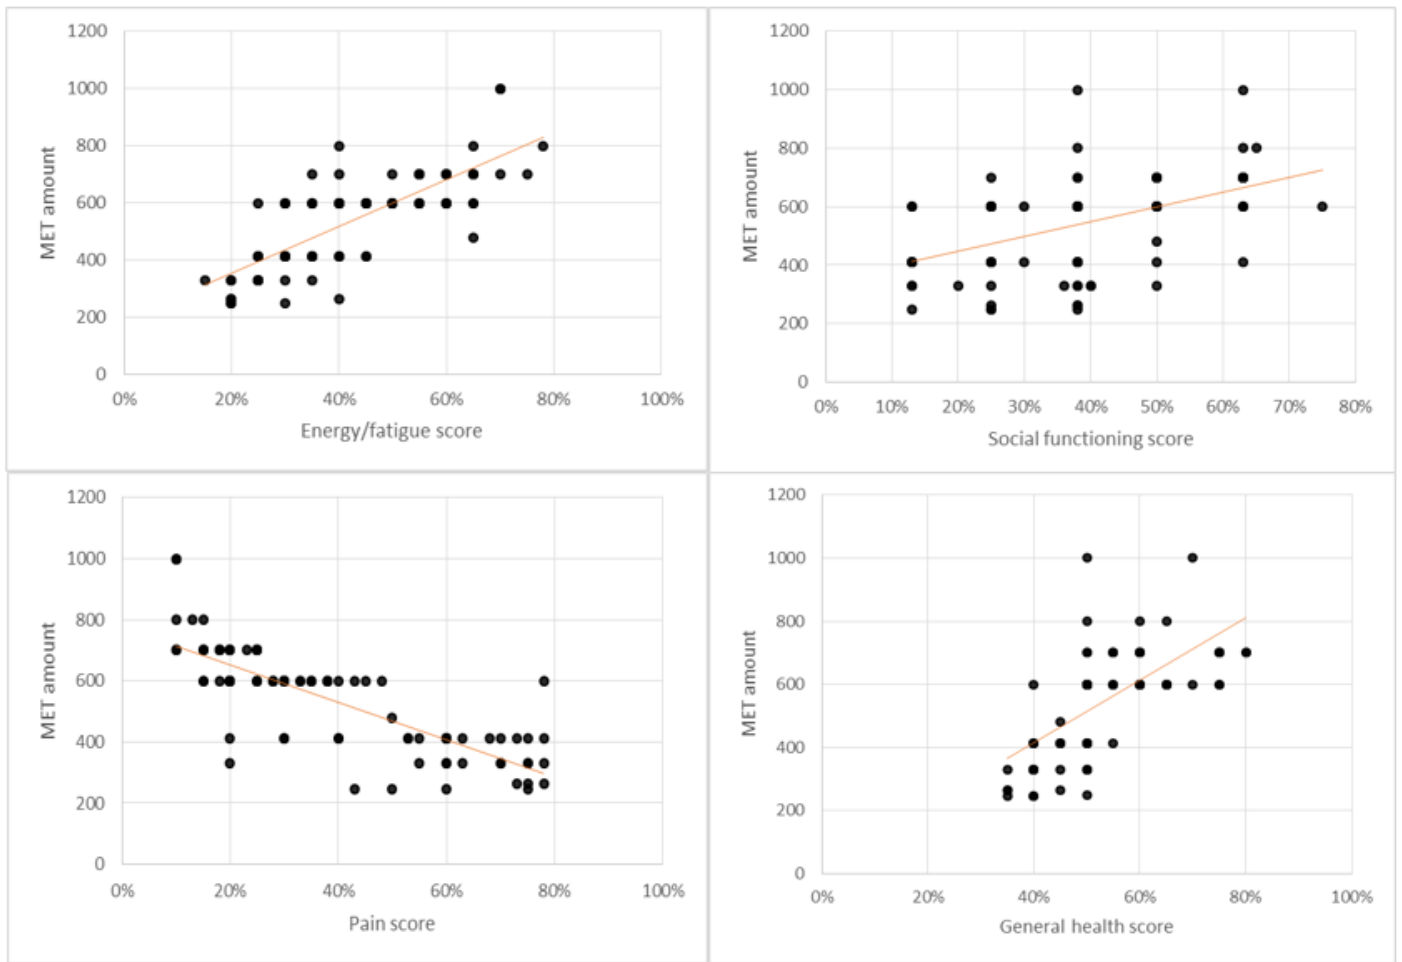 1200
1000
800
600
400
200
0
MET amount
0% 20% 40% 60% 80% 100%
Energy/fatigue score
1200
1000
800
600
400
200
0
MET amount
0% 10% 20% 30% 40% 50% 60% 70% 80%
Social functioning score
1200
1000
800
600
400
200
0
MET amount
0% 20% 40% 60% 80% 100%
Pain score
1200
1000
800
600
400
200
0
MET amount
0% 20% 40% 60% 80% 100%
General health score